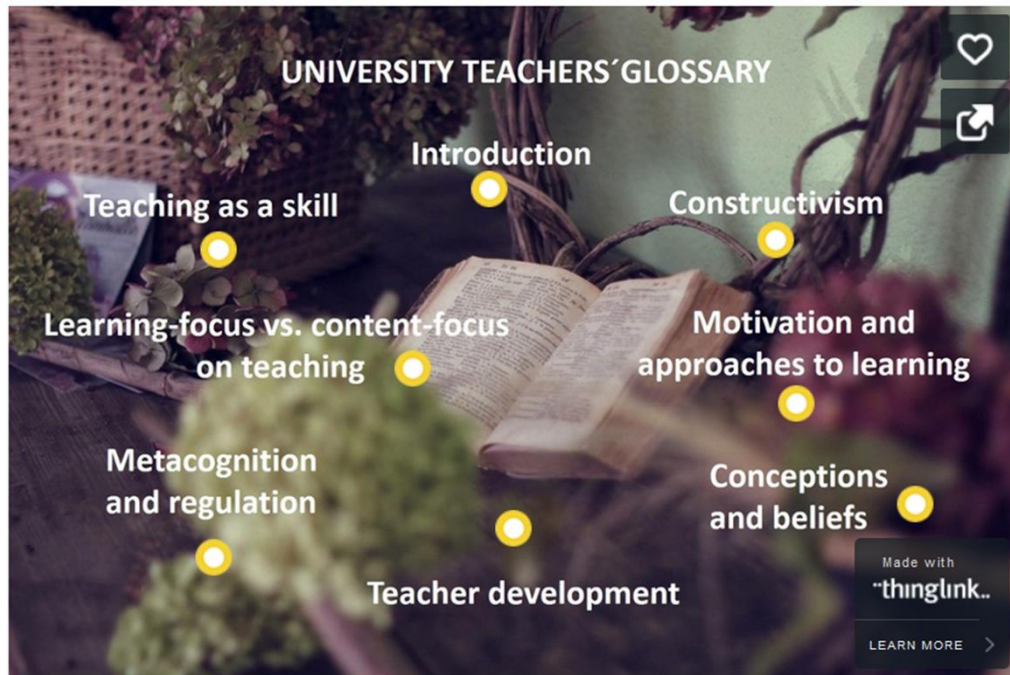 UNIVERSITY TEACHERS´GLOSSARY
Introduction
Teaching as a skill
Constructivism
Learning-focus vs. content-focus
on teaching
Motivation and
approaches to learning
Metacognition
and regulation
Conceptions
and beliefs
Teacher development
Made with
¨thinglink..
LEARN MORE